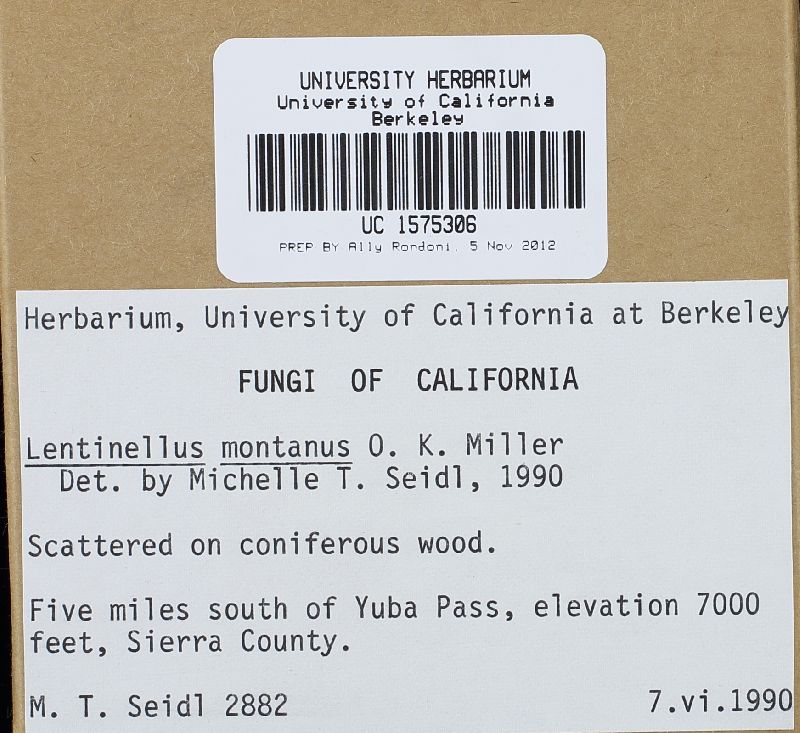 UNIVERSITY HERBARIUM
University of California
Berkeley
UC 1575306
PREP BY Ally Rondoni, 5 Nov 2012
Herbarium, University of California at Berkeley
FUNGI OF CALIFORNIA
Lentinellus montanus O. K. Miller
Det. by Michelle T. Seidl, 1990
Scattered on coniferous wood.
Five miles south of Yuba Pass, elevation 7000
feet, Sierra County.
M. T. Seidl 2882 7.vi.1990